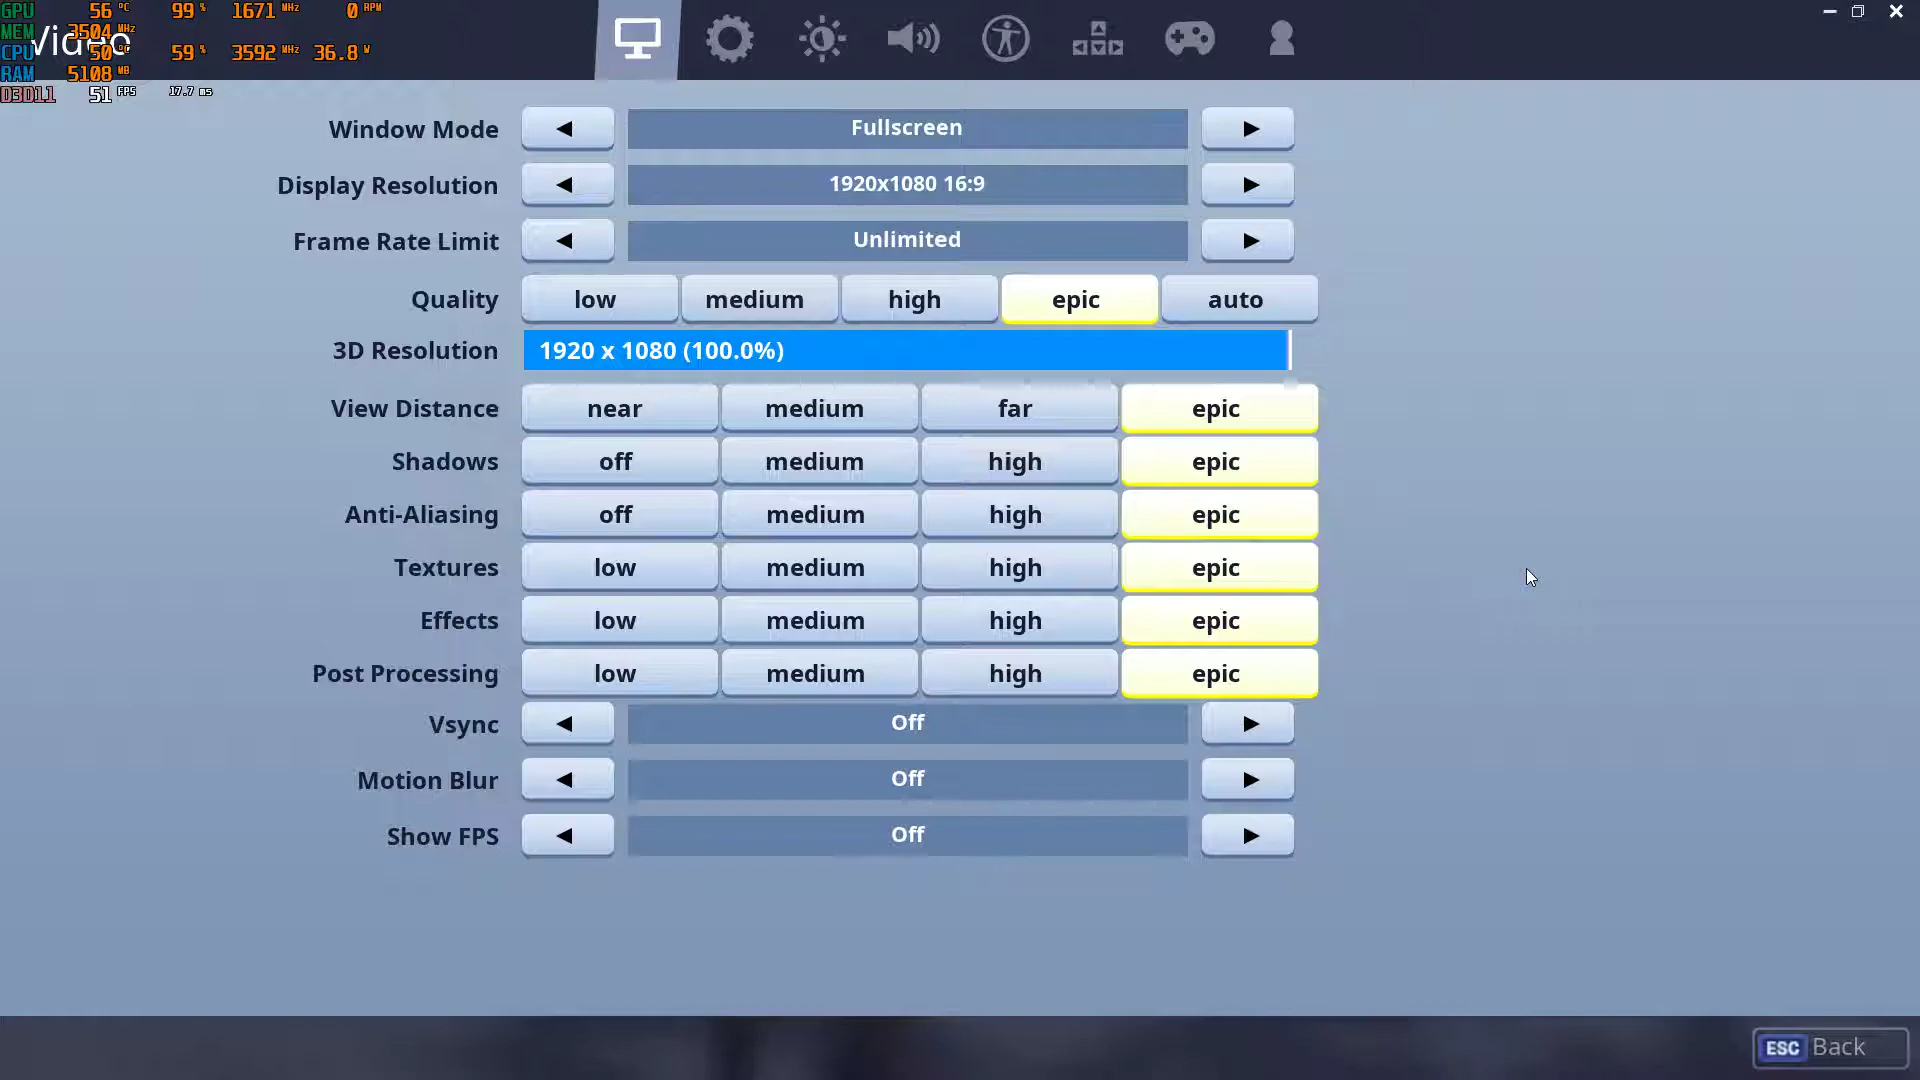 GPU 56 °C 99 % 1671 MHz 0 RPM
MEM 3504 MHz
Video
CPU 50 °C 59 % 3592 MHz 36.8 W
RAM 5108 MB
D3D11 51 FPS 17.7 ms
Window Mode ◀ Fullscreen ▶
Display Resolution ◀ 1920x1080 16:9 ▶
Frame Rate Limit ◀ Unlimited ▶
Quality low medium high epic auto
3D Resolution 1920 x 1080 (100.0%)
View Distance near medium far epic
Shadows off medium high epic
Anti-Aliasing off medium high epic
Textures low medium high epic
Effects low medium high epic
Post Processing low medium high epic
Vsync ◀ Off ▶
Motion Blur ◀ Off ▶
Show FPS ◀ Off ▶
ESC Back